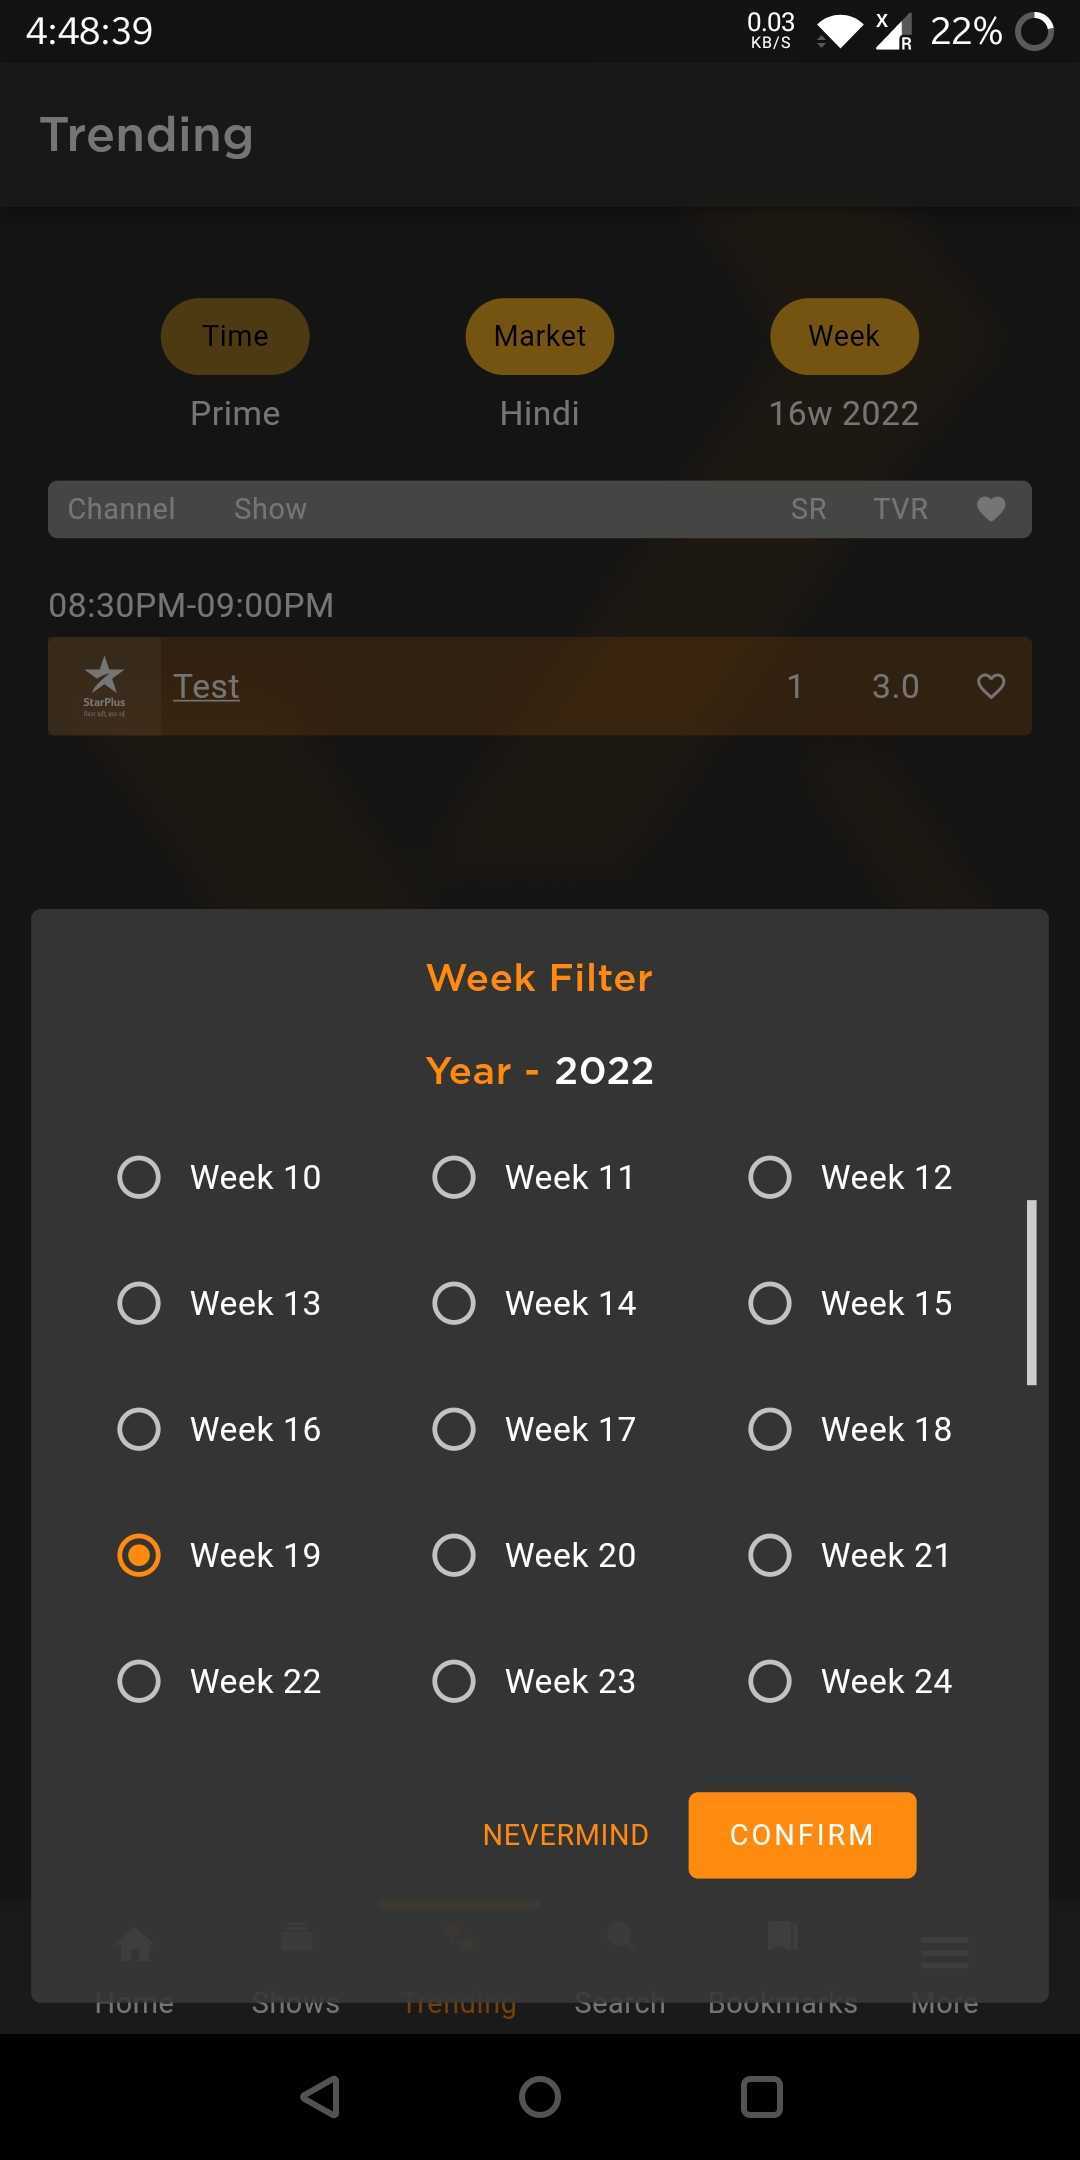 4:48:39 0.03 KB/S X R 22%
Trending
Time Market Week
Prime Hindi 16w 2022
Channel Show SR TVR
08:30PM-09:00PM
StarPlus Test 1 3.0
Week Filter
Year - 2022
Week 10 Week 11 Week 12
Week 13 Week 14 Week 15
Week 16 Week 17 Week 18
Week 19 Week 20 Week 21
Week 22 Week 23 Week 24
NEVERMIND CONFIRM
Home Shows Trending Search Bookmarks More